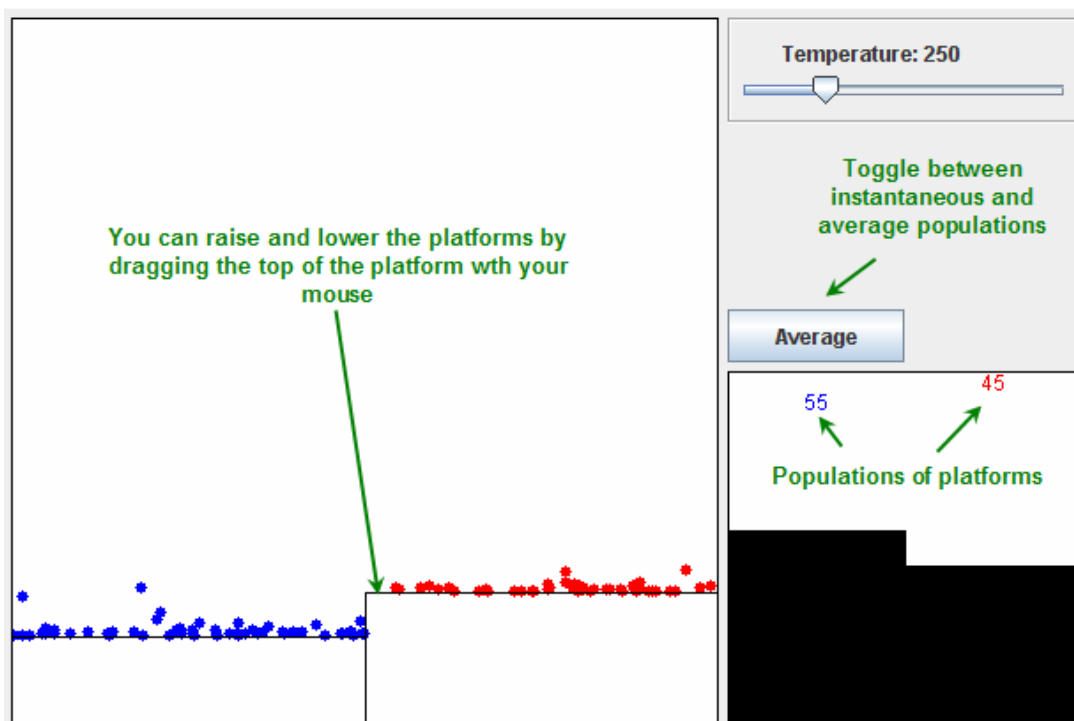 Temperature: 250
Toggle between
instantaneous and
average populations
You can raise and lower the platforms by
dragging the top of the platform wth your
mouse
Average
45
55
Populations of platforms